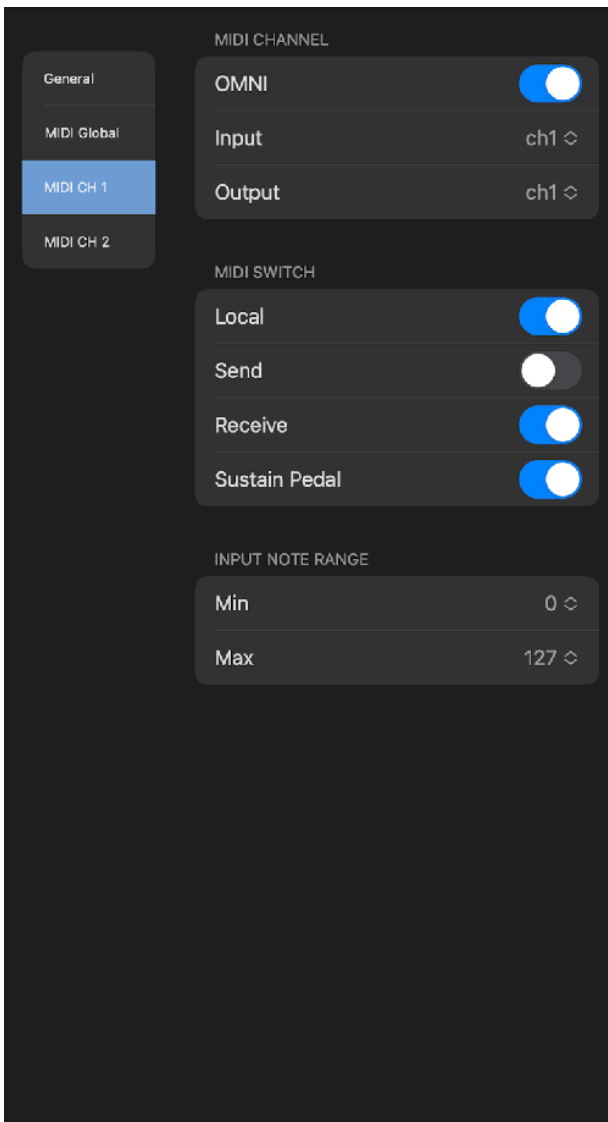 General
MIDI Global
MIDI CH 1
MIDI CH 2
MIDI CHANNEL
OMNI
Input ch1
Output ch1
MIDI SWITCH
Local
Send
Receive
Sustain Pedal
INPUT NOTE RANGE
Min 0
Max 127